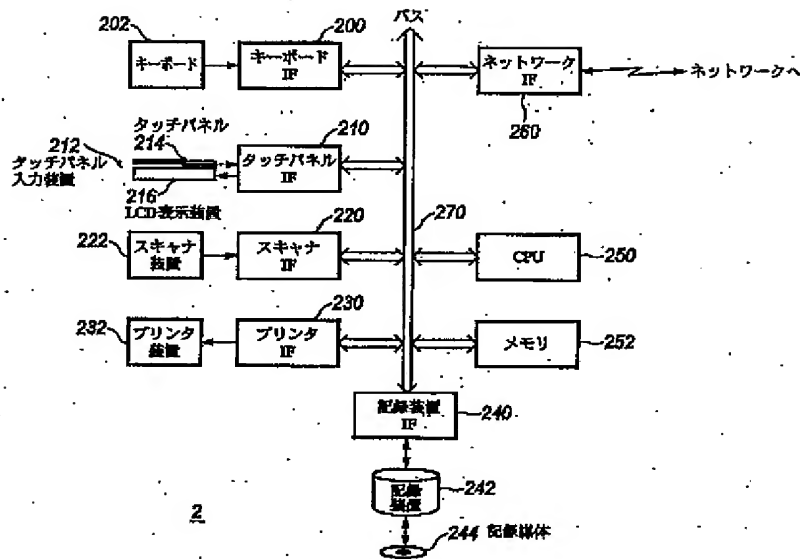 バス
202
キーボード
200
キーボード
IF
ネットワーク
IF
260
ネットワークへ
タッチパネル
214
212
タッチパネル
入力装置
210
タッチパネル
IF
216
LCD表示装置
270
222
スキャナ
装置
220
スキャナ
IF
CPU
250
232
プリンタ
装置
230
プリンタ
IF
メモリ
252
記録装置
IF
240
記録
装置
242
2
244 記録媒体